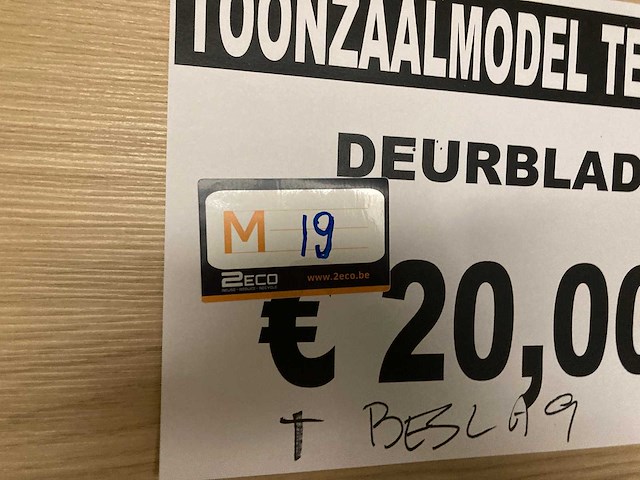 TOONZAALMODEL TE
DEURBLAD
M 19
2ECO
www.2eco.be
€ 20,00
+ BESLAG